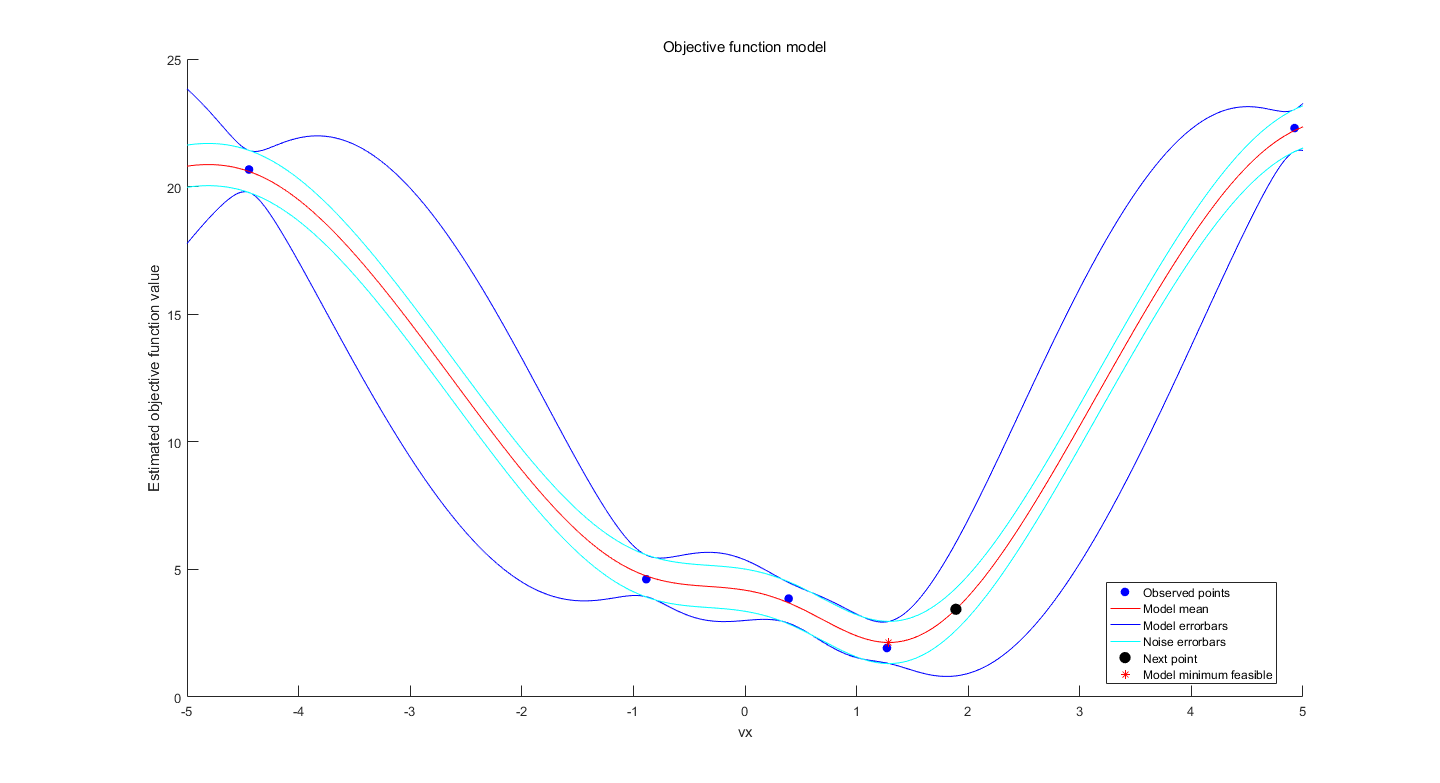 Objective function model
25
20
15
10
5
0
Estimated objective function value
-5 -4 -3 -2 -1 0 1 2 3 4 5
vx
Observed points
Model mean
Model errorbars
Noise errorbars
Next point
Model minimum feasible